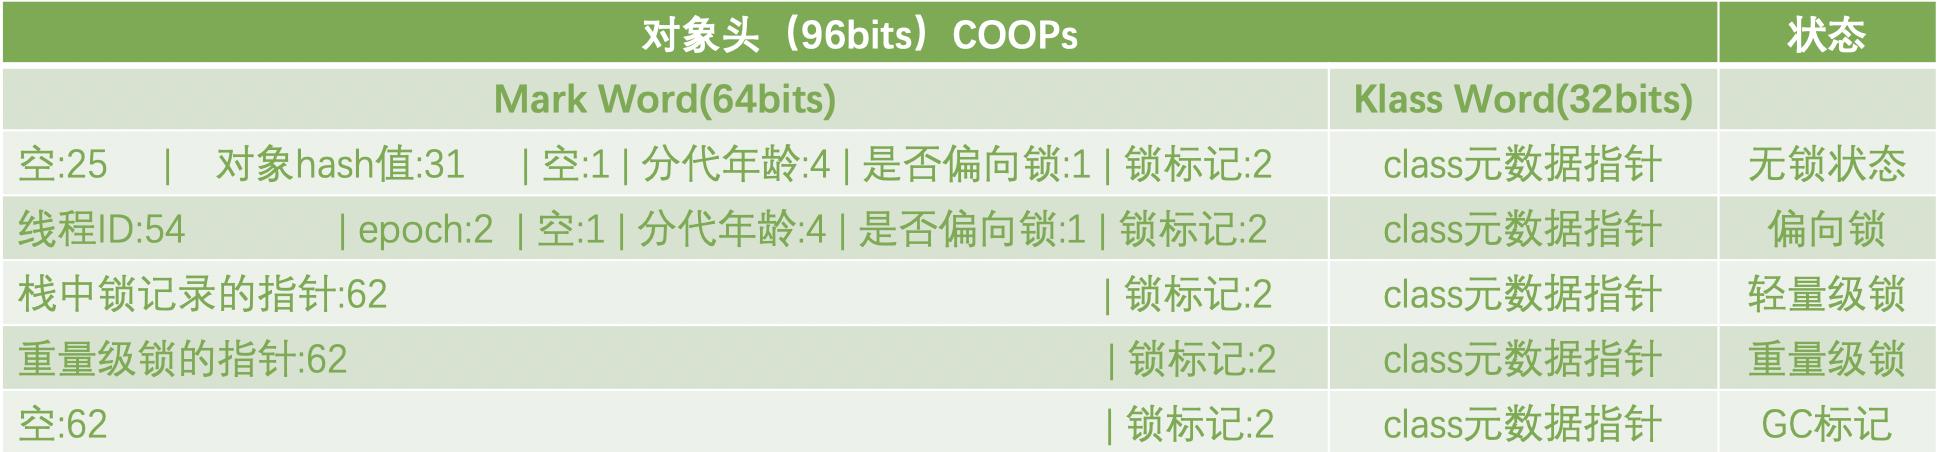 对象头（96bits）COOPs 状态
Mark Word(64bits) Klass Word(32bits)
空:25 | 对象hash值:31 | 空:1 | 分代年龄:4 | 是否偏向锁:1 | 锁标记:2 class元数据指针 无锁状态
线程ID:54 | epoch:2 | 空:1 | 分代年龄:4 | 是否偏向锁:1 | 锁标记:2 class元数据指针 偏向锁
栈中锁记录的指针:62 | 锁标记:2 class元数据指针 轻量级锁
重量级锁的指针:62 | 锁标记:2 class元数据指针 重量级锁
空:62 | 锁标记:2 class元数据指针 GC标记